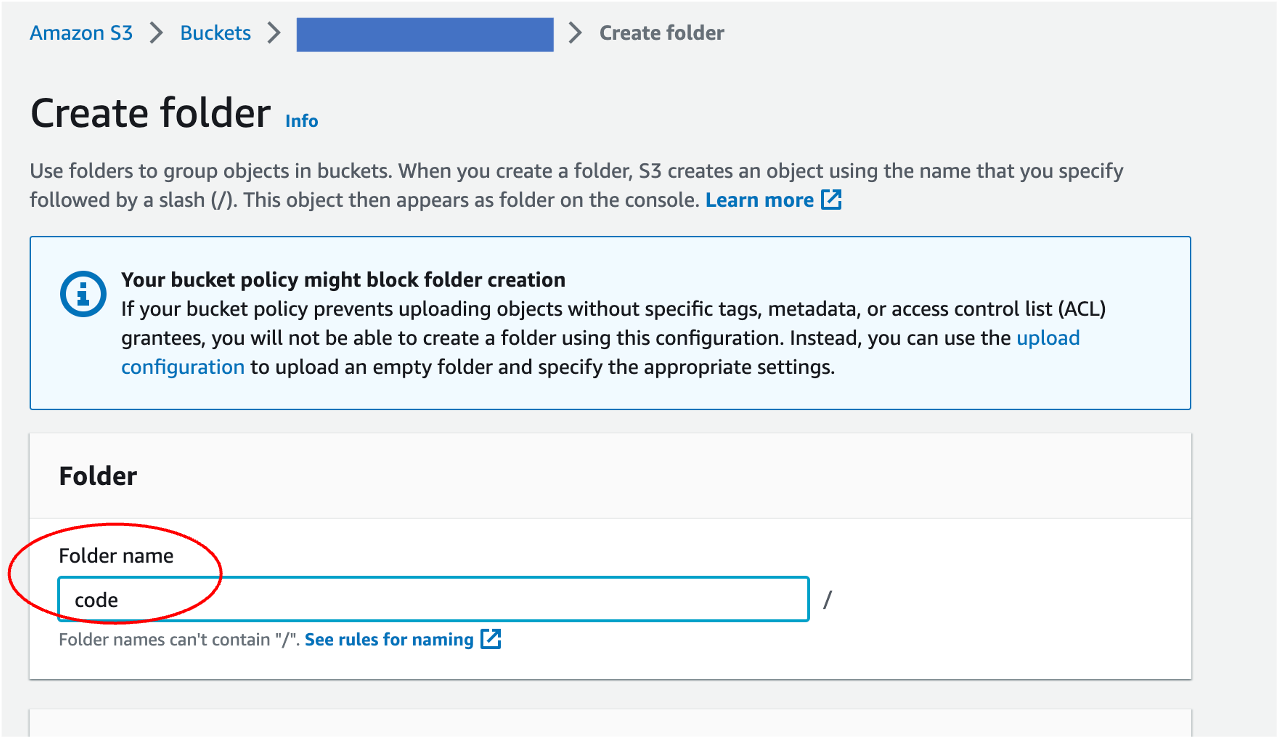 Amazon S3 > Buckets > > Create folder
Create folder Info
Use folders to group objects in buckets. When you create a folder, S3 creates an object using the name that you specify
followed by a slash (/). This object then appears as folder on the console. Learn more
Your bucket policy might block folder creation
If your bucket policy prevents uploading objects without specific tags, metadata, or access control list (ACL)
grantees, you will not be able to create a folder using this configuration. Instead, you can use the upload
configuration to upload an empty folder and specify the appropriate settings.
Folder
Folder name
code /
Folder names can't contain "/". See rules for naming